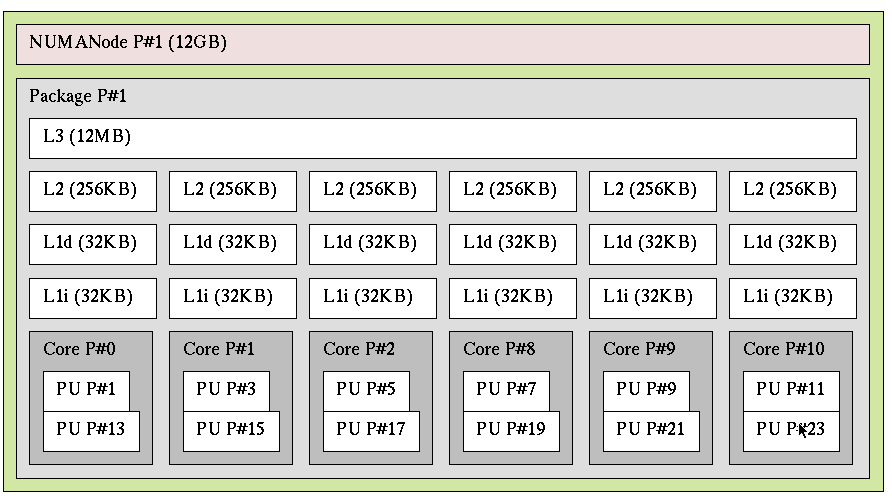 NUMANode P#1 (12GB)
Package P#1
L3 (12MB)
L2 (256KB) L2 (256KB) L2 (256KB) L2 (256KB) L2 (256KB) L2 (256KB)
L1d (32KB) L1d (32KB) L1d (32KB) L1d (32KB) L1d (32KB) L1d (32KB)
L1i (32KB) L1i (32KB) L1i (32KB) L1i (32KB) L1i (32KB) L1i (32KB)
Core P#0 Core P#1 Core P#2 Core P#8 Core P#9 Core P#10
PU P#1 PU P#3 PU P#5 PU P#7 PU P#9 PU P#11
PU P#13 PU P#15 PU P#17 PU P#19 PU P#21 PU P#23